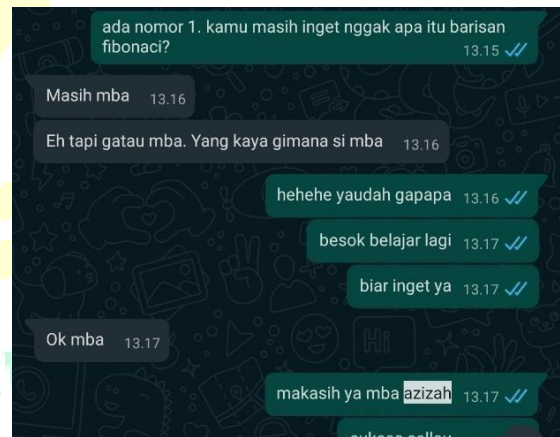 ada nomor 1. kamu masih inget nggak apa itu barisan
fibonaci?
13.15
Masih mba 13.16
Eh tapi gatau mba. Yang kaya gimana si mba 13.16
hehehe yaudah gapapa 13.16
besok belajar lagi 13.17
biar inget ya 13.17
Ok mba 13.17
makasih ya mba azizah 13.17